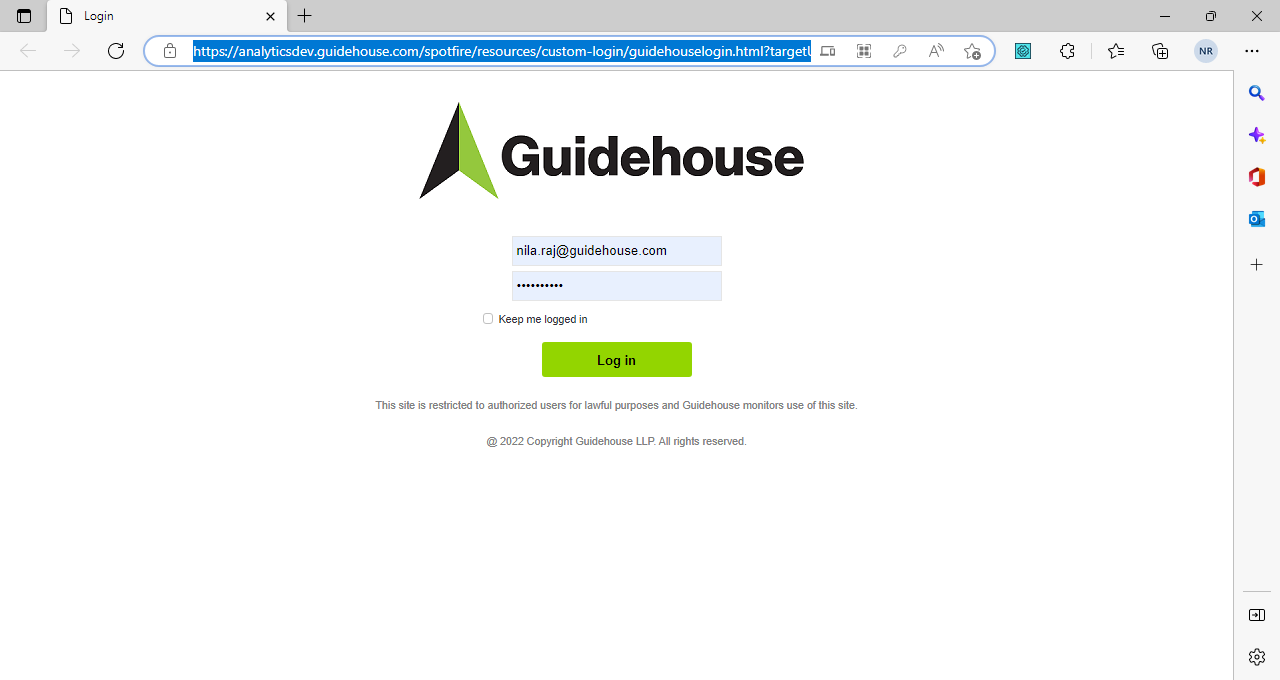 Login
https://analyticsdev.guidehouse.com/spotfire/resources/custom-login/guidehouselogin.html?target
NR
Guidehouse
nila.raj@guidehouse.com
••••••••••
Keep me logged in
Log in
This site is restricted to authorized users for lawful purposes and Guidehouse monitors use of this site.
@ 2022 Copyright Guidehouse LLP. All rights reserved.